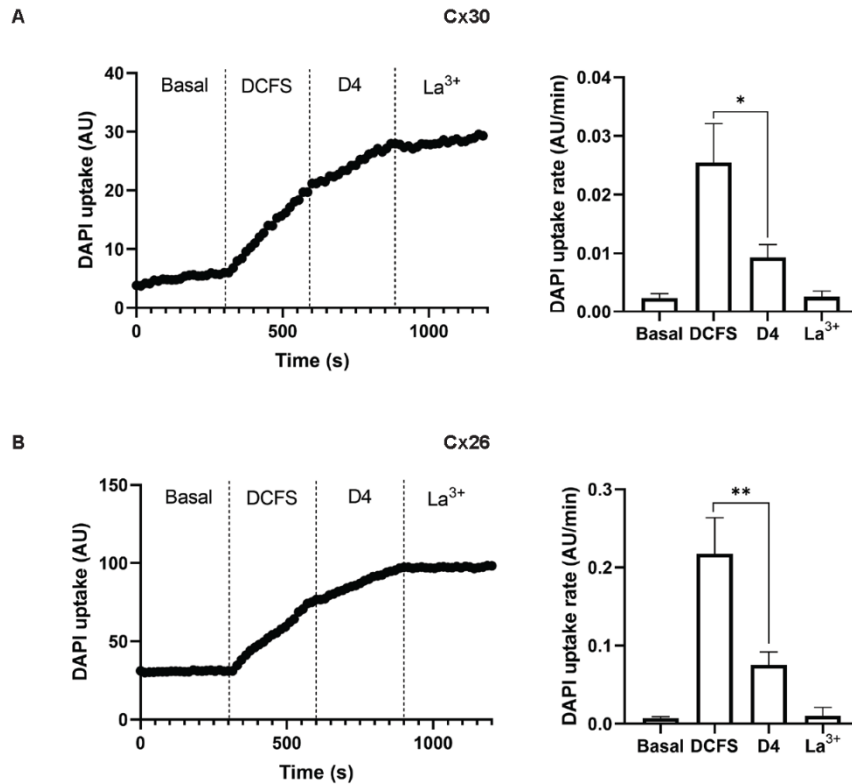 A
Cx30
DAPI uptake (AU)
40
30
20
10
0
Basal
DCFS
D4
La³⁺
0
500
1000
Time (s)
DAPI uptake rate (AU/min)
0.04
0.03
0.02
0.01
0.00
*
Basal
DCFS
D4
La³⁺
B
Cx26
DAPI uptake (AU)
150
100
50
0
Basal
DCFS
D4
La³⁺
0
500
1000
Time (s)
DAPI uptake rate (AU/min)
0.3
0.2
0.1
0.0
**
Basal
DCFS
D4
La³⁺